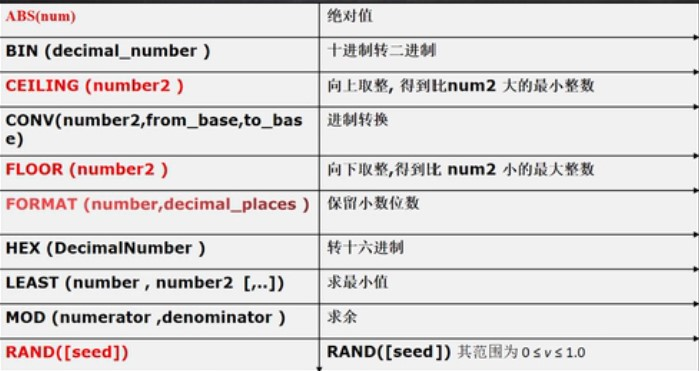 ABS(num) 绝对值
BIN (decimal_number ) 十进制转二进制
CEILING (number2 ) 向上取整, 得到比num2 大的最小整数
CONV(number2,from_base,to_bas 进制转换
e)
FLOOR (number2 ) 向下取整,得到比 num2 小的最大整数
FORMAT (number,decimal_places ) 保留小数位数
HEX (DecimalNumber ) 转十六进制
LEAST (number , number2 [,..]) 求最小值
MOD (numerator ,denominator ) 求余
RAND([seed]) RAND([seed]) 其范围为 0 ≤ v ≤ 1.0